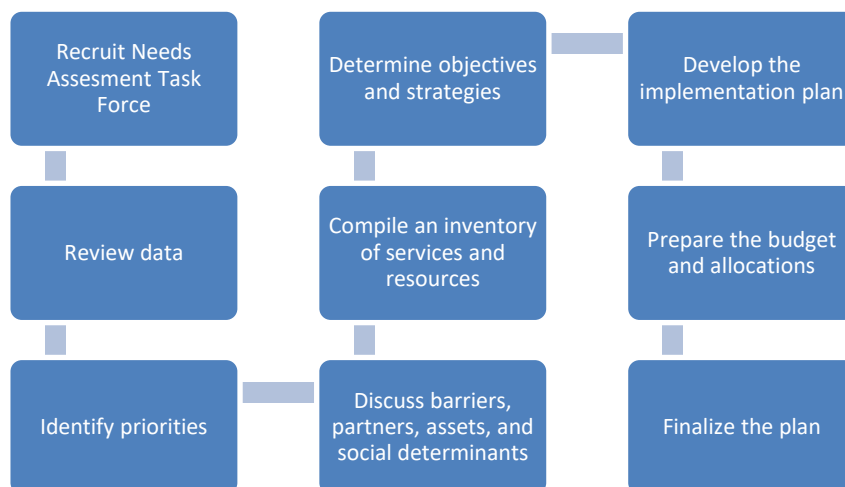 Recruit Needs
Assesment Task
Force
Review data
Identify priorities
Discuss barriers,
partners, assets, and
social determinants
Compile an inventory
of services and
resources
Determine objectives
and strategies
Develop the
implementation plan
Prepare the budget
and allocations
Finalize the plan